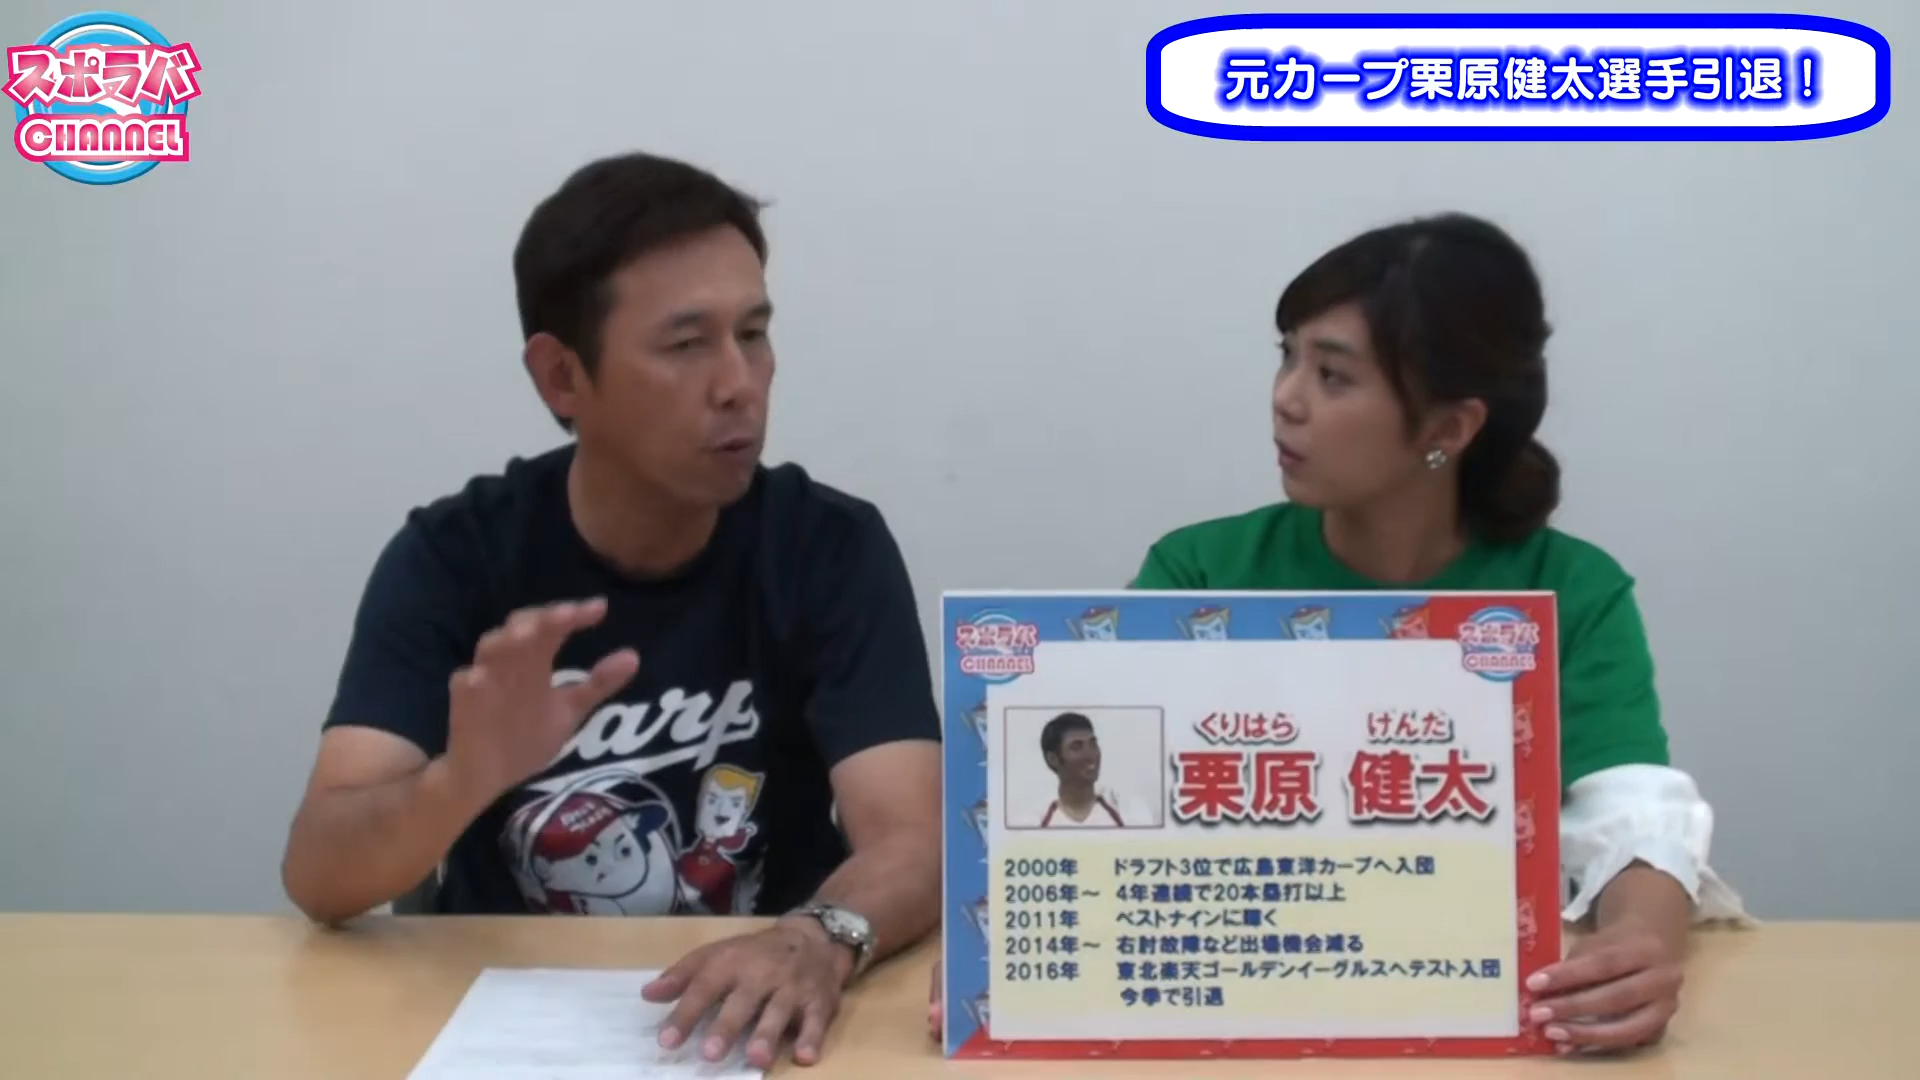 スポラバ
CHANNEL
元カープ栗原健太選手引退!
Carp
スポラバ
CHANNEL
スポラバ
CHANNEL
くりはら けんた
栗原 健太
2000年 ドラフト3位で広島東洋カープへ入団
2006年~ 4年連続で20本塁打以上
2011年 ベストナインに輝く
2014年~ 右肘故障など出場機会減る
2016年 東北楽天ゴールデンイーグルスへテスト入団
今季で引退